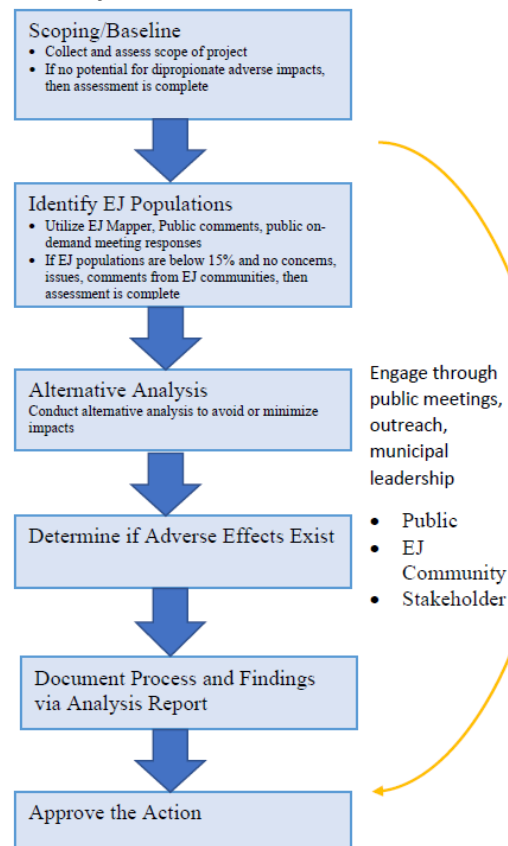 Scoping/Baseline
• Collect and assess scope of project
• If no potential for dipropionate adverse impacts,
then assessment is complete
Identify EJ Populations
• Utilize EJ Mapper, Public comments, public on-
demand meeting responses
• If EJ populations are below 15% and no concerns,
issues, comments from EJ communities, then
assessment is complete
Alternative Analysis
Conduct alternative analysis to avoid or minimize
impacts
Determine if Adverse Effects Exist
Document Process and Findings
via Analysis Report
Approve the Action
Engage through
public meetings,
outreach,
municipal
leadership
• Public
• EJ
Community
• Stakeholder